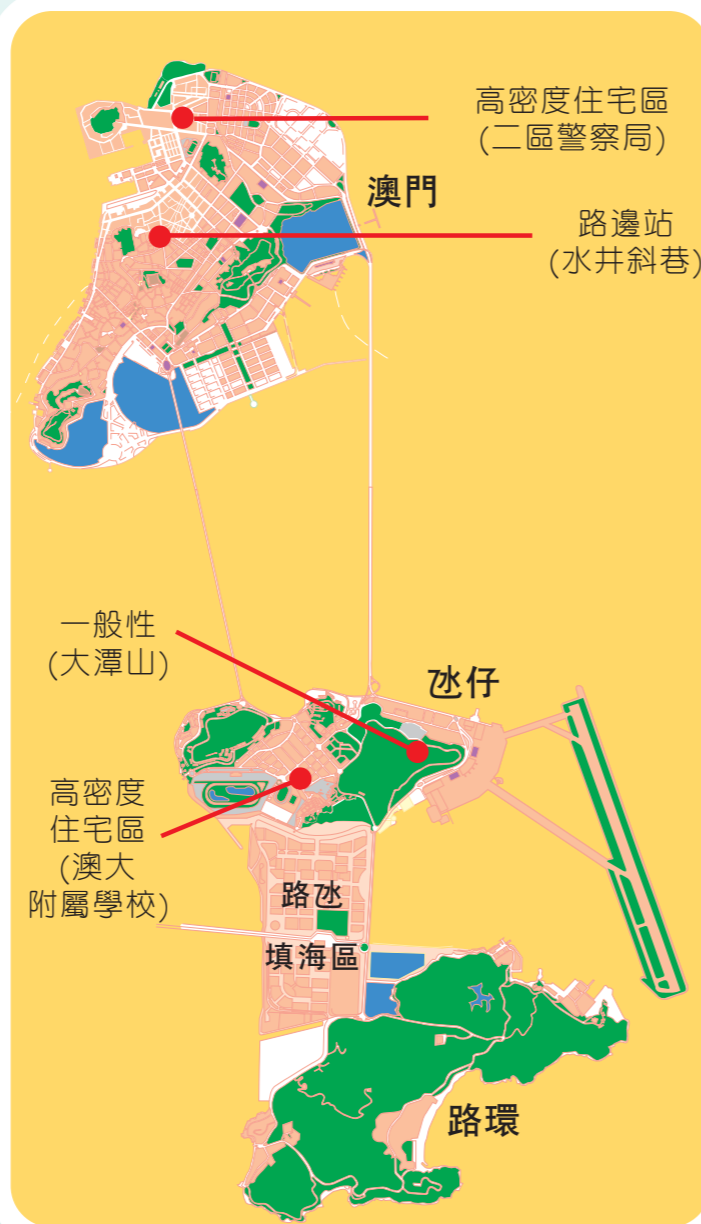 高密度住宅區
(二區警察局)
澳門
路邊站
(水井斜巷)
一般性
(大潭山)
氹仔
高密度
住宅區
(澳大
附屬學校)
路氹
填海區
路環